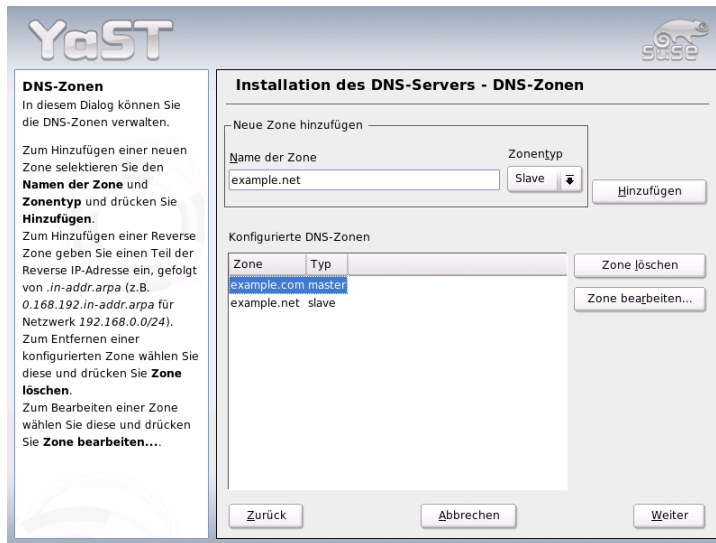 YaST
SUSE
DNS-Zonen
In diesem Dialog können Sie
die DNS-Zonen verwalten.
Zum Hinzufügen einer neuen
Zone selektieren Sie den
Namen der Zone und
Zonentyp und drücken Sie
Hinzufügen.
Zum Hinzufügen einer Reverse
Zone geben Sie einen Teil der
Reverse IP-Adresse ein, gefolgt
von .in-addr.arpa (z.B.
0.168.192.in-addr.arpa für
Netzwerk 192.168.0.0/24).
Zum Entfernen einer
konfigurierten Zone wählen Sie
diese und drücken Sie Zone
löschen.
Zum Bearbeiten einer Zone
wählen Sie diese und drücken
Sie Zone bearbeiten....
Installation des DNS-Servers - DNS-Zonen
Neue Zone hinzufügen
Name der Zone
Zonentyp
example.net
Slave
Hinzufügen
Konfigurierte DNS-Zonen
Zone Typ
example.com master
example.net slave
Zone löschen
Zone bearbeiten...
Zurück
Abbrechen
Weiter